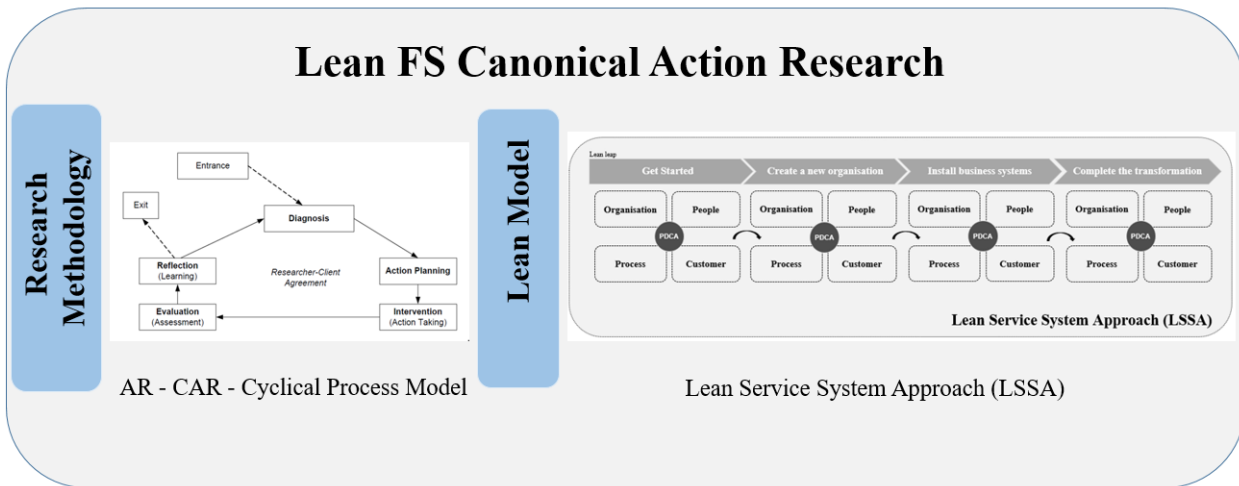 Lean FS Canonical Action Research
Research
Methodology
Entrance
Exit
Diagnosis
Reflection
(Learning)
Researcher-Client
Agreement
Action Planning
Evaluation
(Assessment)
Intervention
(Action Taking)
AR - CAR - Cyclical Process Model
Lean Model
Lean leap
Get Started
Create a new organisation
Install business systems
Complete the transformation
Organisation
People
PDCA
Process
Customer
Organisation
People
PDCA
Process
Customer
Organisation
People
PDCA
Process
Customer
Organisation
People
PDCA
Process
Customer
Lean Service System Approach (LSSA)
Lean Service System Approach (LSSA)